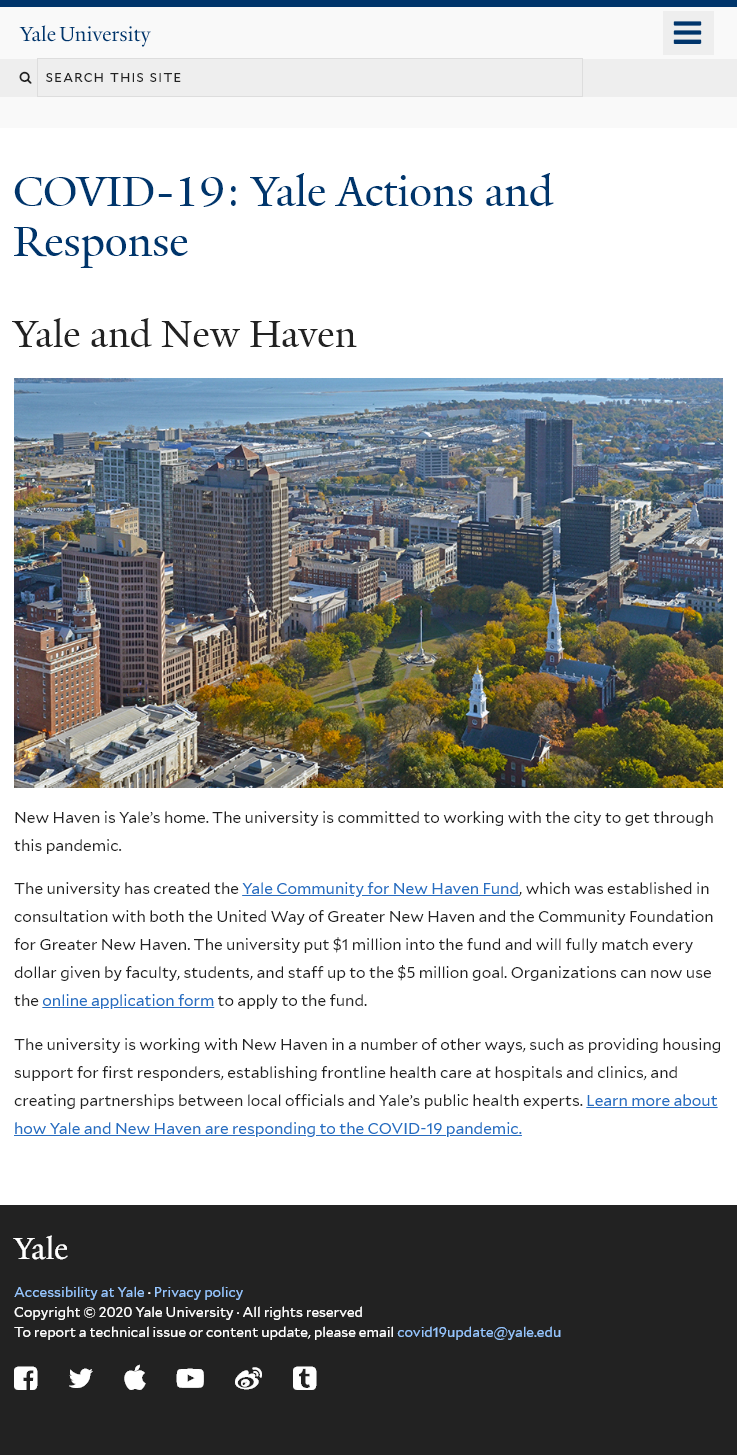 Yale University
SEARCH THIS SITE
COVID-19: Yale Actions and
Response
Yale and New Haven
New Haven is Yale’s home. The university is committed to working with the city to get through
this pandemic.
The university has created the Yale Community for New Haven Fund, which was established in
consultation with both the United Way of Greater New Haven and the Community Foundation
for Greater New Haven. The university put $1 million into the fund and will fully match every
dollar given by faculty, students, and staff up to the $5 million goal. Organizations can now use
the online application form to apply to the fund.
The university is working with New Haven in a number of other ways, such as providing housing
support for first responders, establishing frontline health care at hospitals and clinics, and
creating partnerships between local officials and Yale’s public health experts. Learn more about
how Yale and New Haven are responding to the COVID-19 pandemic.
Yale
Accessibility at Yale · Privacy policy
Copyright © 2020 Yale University · All rights reserved
To report a technical issue or content update, please email covid19update@yale.edu